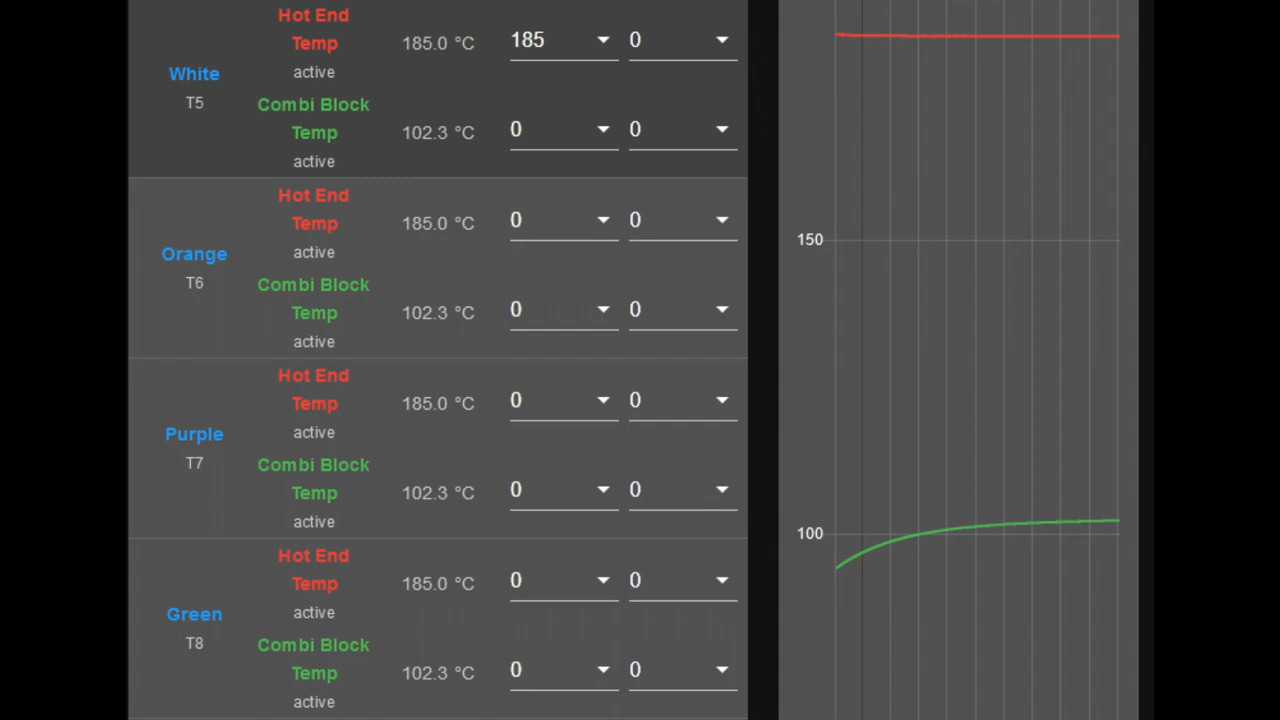 Hot End
Temp 185.0 °C 185 0
active
White
T5
Combi Block
Temp 102.3 °C 0 0
active
Hot End
Temp 185.0 °C 0 0
active
Orange
T6
Combi Block
Temp 102.3 °C 0 0
active
Hot End
Temp 185.0 °C 0 0
active
Purple
T7
Combi Block
Temp 102.3 °C 0 0
active
Hot End
Temp 185.0 °C 0 0
active
Green
T8
Combi Block
Temp 102.3 °C 0 0
active
150
100